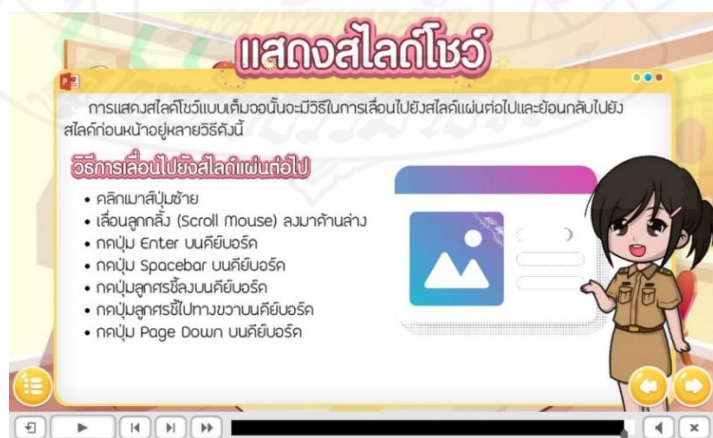 แสดงสไลด์โชว์
การแสดงสไลด์โชว์แบบเต็มจอนั้นจะมีวิธีในการเลื่อนไปยังสไลด์แผ่นต่อไปและย้อนกลับไปยัง
สไลด์ก่อนหน้าอยู่หลายวิธีดังนี้
วิธีการเลื่อนไปยังสไลด์แผ่นต่อไป
• คลิกเมาส์ปุ่มซ้าย
• เลื่อนลูกกลิ้ง (Scroll Mouse) ลงมาด้านล่าง
• กดปุ่ม Enter บนคีย์บอร์ด
• กดปุ่ม Spacebar บนคีย์บอร์ด
• กดปุ่มลูกศรชี้ลงบนคีย์บอร์ด
• กดปุ่มลูกศรชี้ไปทางขวาบนคีย์บอร์ด
• กดปุ่ม Page Down บนคีย์บอร์ด